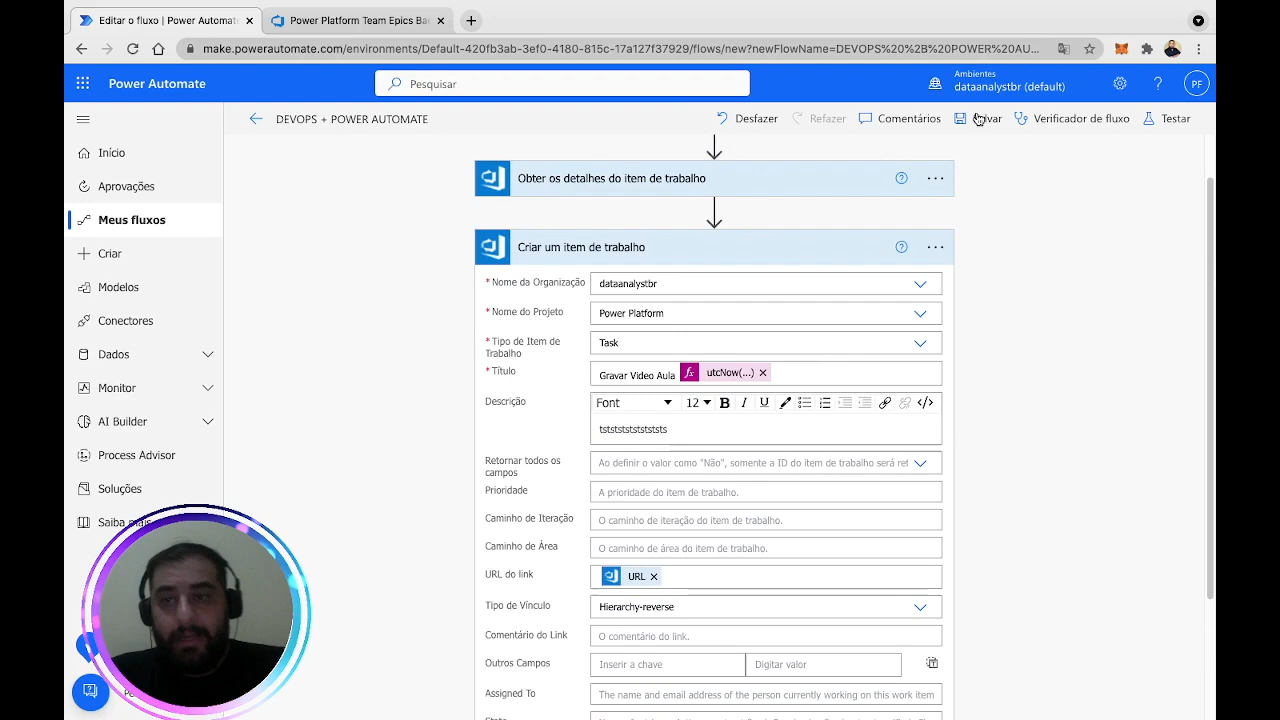 Editar o fluxo | Power Automate
Power Platform Team Epics Ba
make.powerautomate.com/environments/Default-420fb3ab-3ef0-4180-815c-17a127f37929/flows/new?newFlowName=DEVOPS%20%2B%20POWER%20AU...
Power Automate
Pesquisar
Ambientes
dataanalystbr (default)
PF
DEVOPS + POWER AUTOMATE
Desfazer
Refazer
Comentários
Verificador de fluxo
Testar
Início
Aprovações
Meus fluxos
Criar
Modelos
Conectores
Dados
Monitor
AI Builder
Process Advisor
Soluções
Saiba mais
Obter os detalhes do item de trabalho
Criar um item de trabalho
* Nome da Organização
dataanalystbr
* Nome do Projeto
Power Platform
* Tipo de Item de
Trabalho
Task
* Título
Gravar Video Aula fx utcNow(...)
Descrição
Font 12 B I U </>
tstststststststs
Retornar todos os
campos
Ao definir o valor como "Não", somente a ID do item de trabalho será ret
Prioridade
A prioridade do item de trabalho.
Caminho de Iteração
O caminho de iteração do item de trabalho.
Caminho de Área
O caminho de área do item de trabalho.
URL do link
URL
Tipo de Vínculo
Hierarchy-reverse
Comentário do Link
O comentário do link.
Outros Campos
Inserir a chave
Digitar valor
Assigned To
The name and email address of the person currently working on this work item